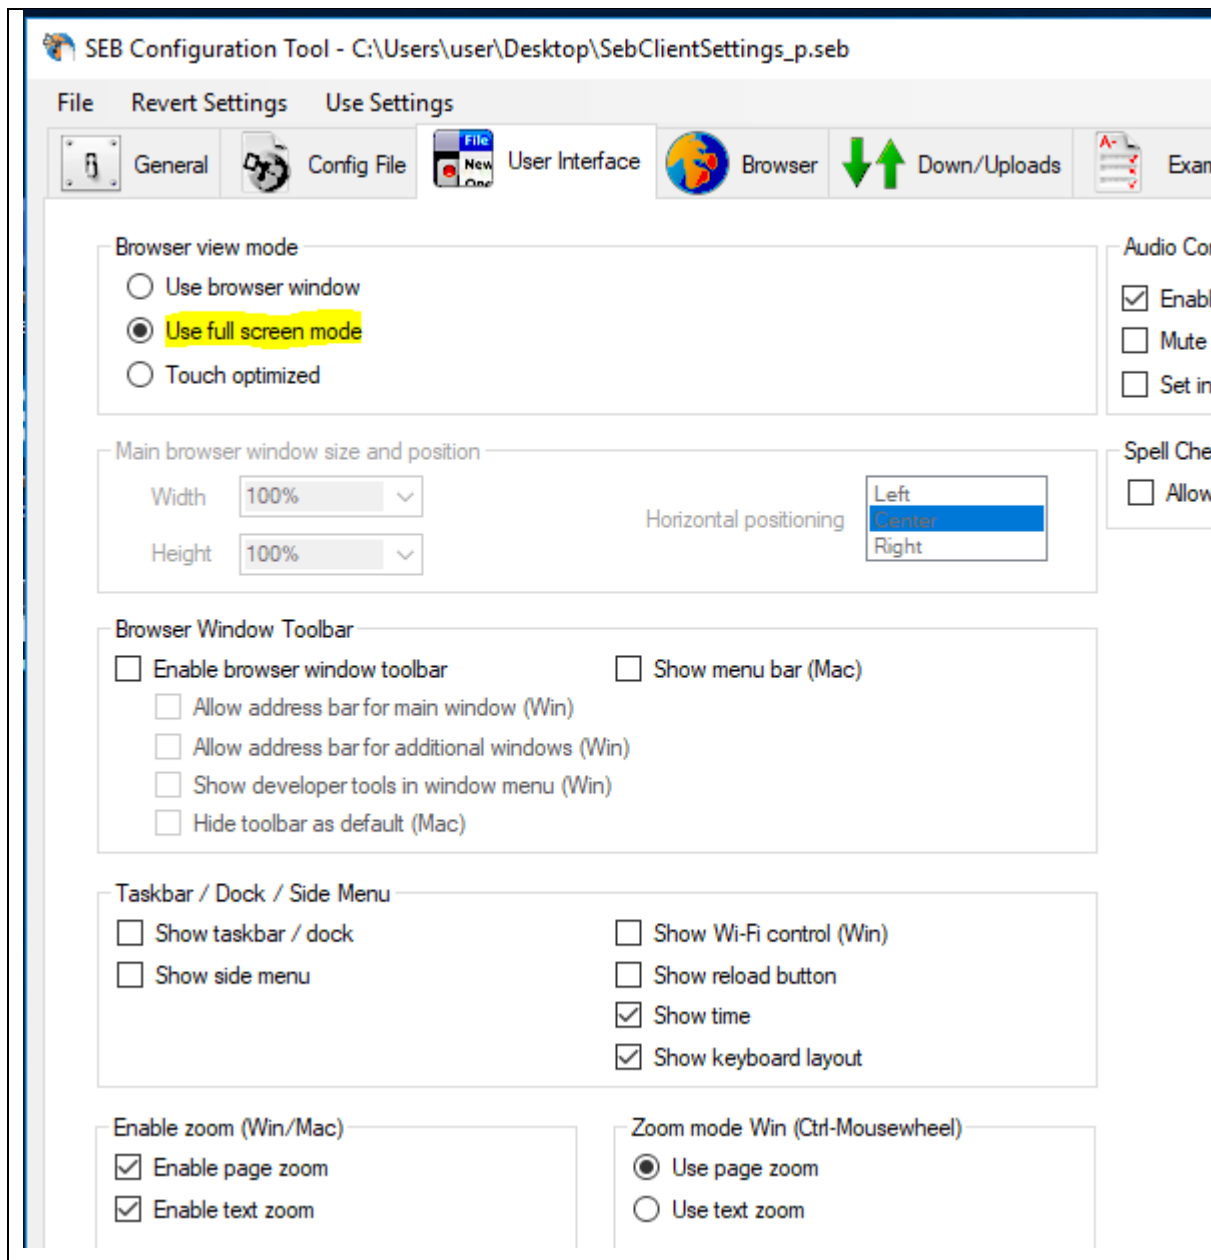 SEB Configuration Tool - C:\Users\user\Desktop\SebClientSettings_p.seb
File Revert Settings Use Settings
General Config File File New One User Interface Browser Down/Uploads A- Exam
Browser view mode
Use browser window
Use full screen mode
Touch optimized
Audio Co
Enabl
Mute
Set in
Main browser window size and position
Width 100%
Height 100%
Horizontal positioning
Left
Center
Right
Spell Che
Allow
Browser Window Toolbar
Enable browser window toolbar Show menu bar (Mac)
Allow address bar for main window (Win)
Allow address bar for additional windows (Win)
Show developer tools in window menu (Win)
Hide toolbar as default (Mac)
Taskbar / Dock / Side Menu
Show taskbar / dock Show Wi-Fi control (Win)
Show side menu Show reload button
Show time
Show keyboard layout
Enable zoom (Win/Mac)
Enable page zoom
Enable text zoom
Zoom mode Win (Ctrl-Mousewheel)
Use page zoom
Use text zoom